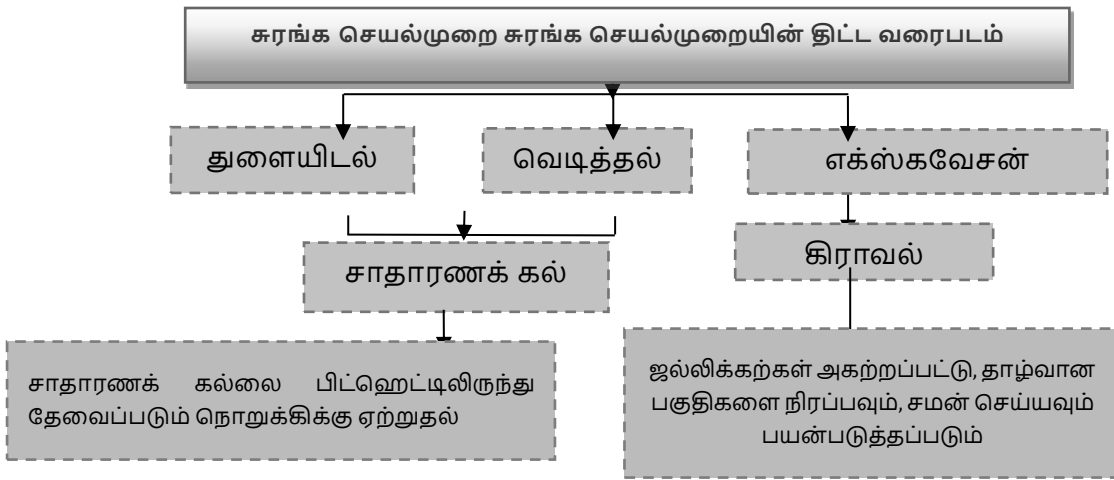 சுரங்க செயல்முறை சுரங்க செயல்முறையின் திட்ட வரைபடம்
துளையிடல்
வெடித்தல்
எக்ஸ்கவேசன்
சாதாரணக் கல்
கிராவல்
சாதாரணக் கல்லை பிட்ஹெட்டிலிருந்து
தேவைப்படும் நொறுக்கிக்கு ஏற்றுதல்
ஜல்லிக்கற்கள் அகற்றப்பட்டு, தாழ்வான
பகுதிகளை நிரப்பவும், சமன் செய்யவும்
பயன்படுத்தப்படும்